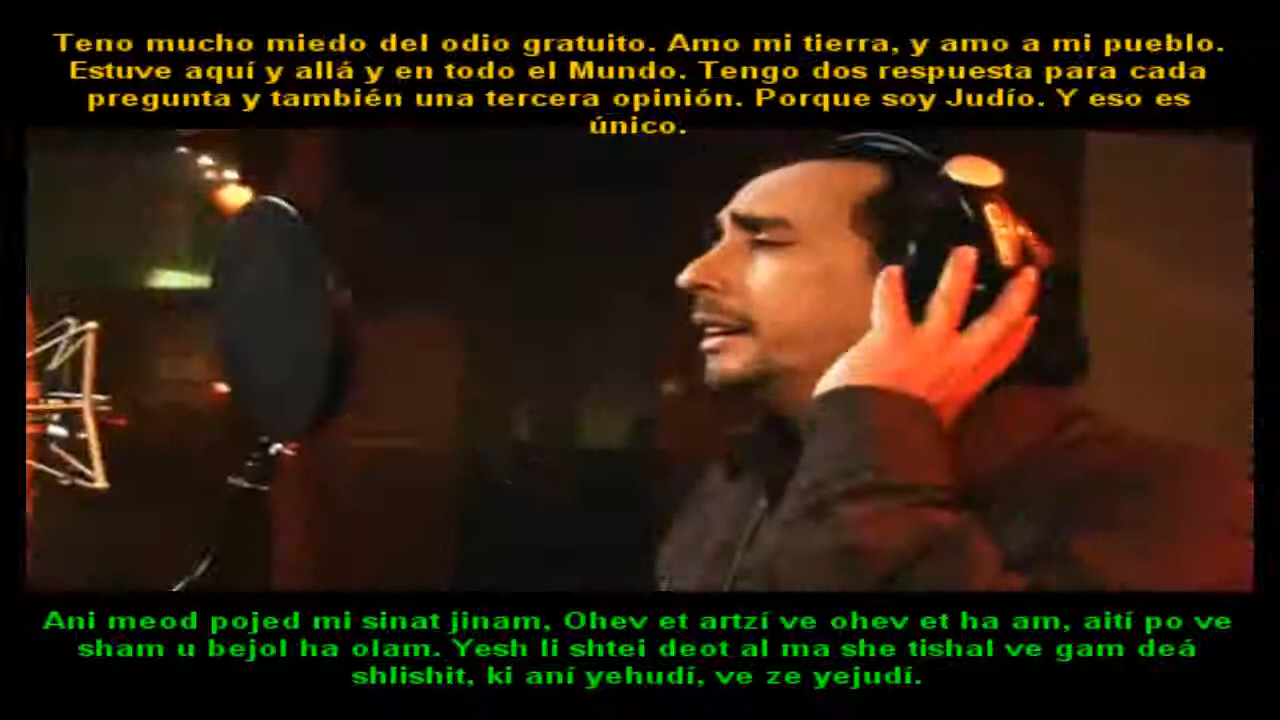 Teno mucho miedo del odio gratuito. Amo mi tierra, y amo a mi pueblo.
Estuve aquí y allá y en todo el Mundo. Tengo dos respuesta para cada
pregunta y también una tercera opinión. Porque soy Judío. Y eso es
único.
Ani meod pojed mi sinat jinam, Ohev et artzí ve ohev et ha am, aití po ve
sham u bejol ha olam. Yesh li shtei deot al ma she tishal ve gam deá
shlishit, ki aní yehudí, ve ze yejudí.